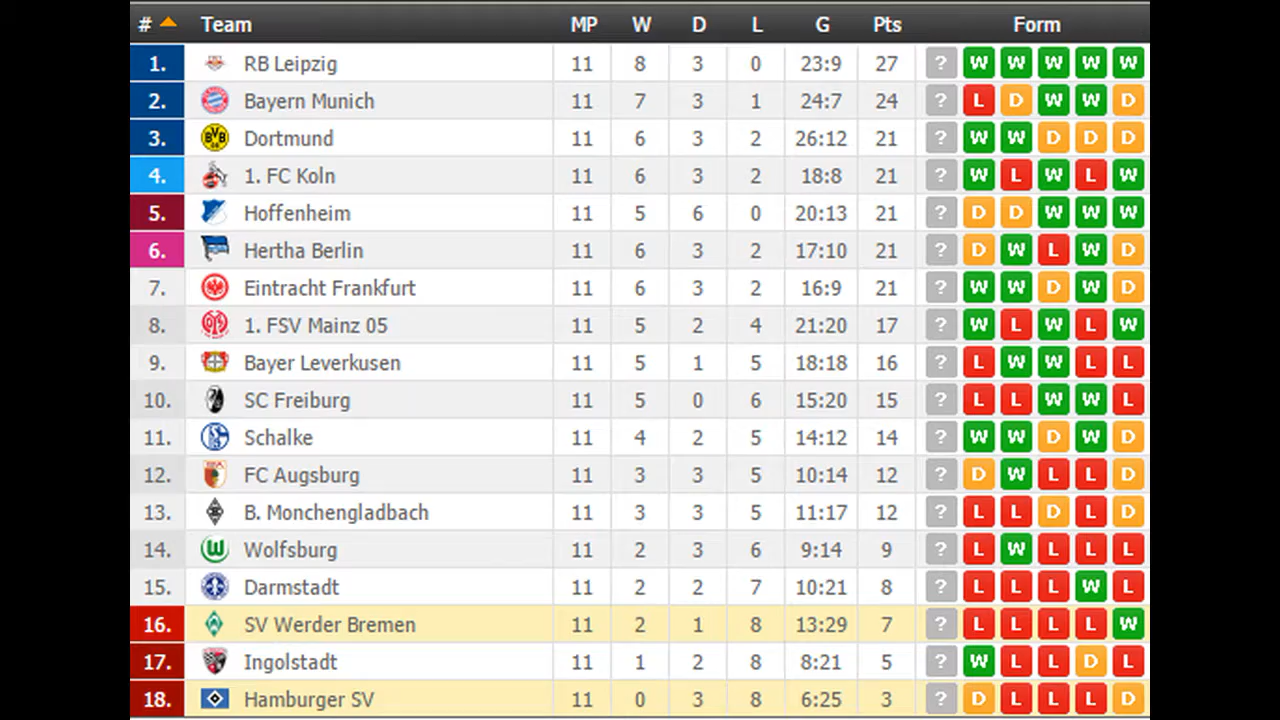 # Team MP W D L G Pts Form
1. RB Leipzig 11 8 3 0 23:9 27 ? W W W W W
2. Bayern Munich 11 7 3 1 24:7 24 ? L D W W D
3. Dortmund 11 6 3 2 26:12 21 ? W W D D D
4. 1. FC Koln 11 6 3 2 18:8 21 ? W L W L W
5. Hoffenheim 11 5 6 0 20:13 21 ? D D W W W
6. Hertha Berlin 11 6 3 2 17:10 21 ? D W L W D
7. Eintracht Frankfurt 11 6 3 2 16:9 21 ? W W D W D
8. 1. FSV Mainz 05 11 5 2 4 21:20 17 ? W L W L W
9. Bayer Leverkusen 11 5 1 5 18:18 16 ? L W W L L
10. SC Freiburg 11 5 0 6 15:20 15 ? L L W W L
11. Schalke 11 4 2 5 14:12 14 ? W W D W D
12. FC Augsburg 11 3 3 5 10:14 12 ? D W L L D
13. B. Monchengladbach 11 3 3 5 11:17 12 ? L L D L D
14. Wolfsburg 11 2 3 6 9:14 9 ? L W L L L
15. Darmstadt 11 2 2 7 10:21 8 ? L L L W L
16. SV Werder Bremen 11 2 1 8 13:29 7 ? L L L L W
17. Ingolstadt 11 1 2 8 8:21 5 ? W L L D L
18. Hamburger SV 11 0 3 8 6:25 3 ? D L L L D